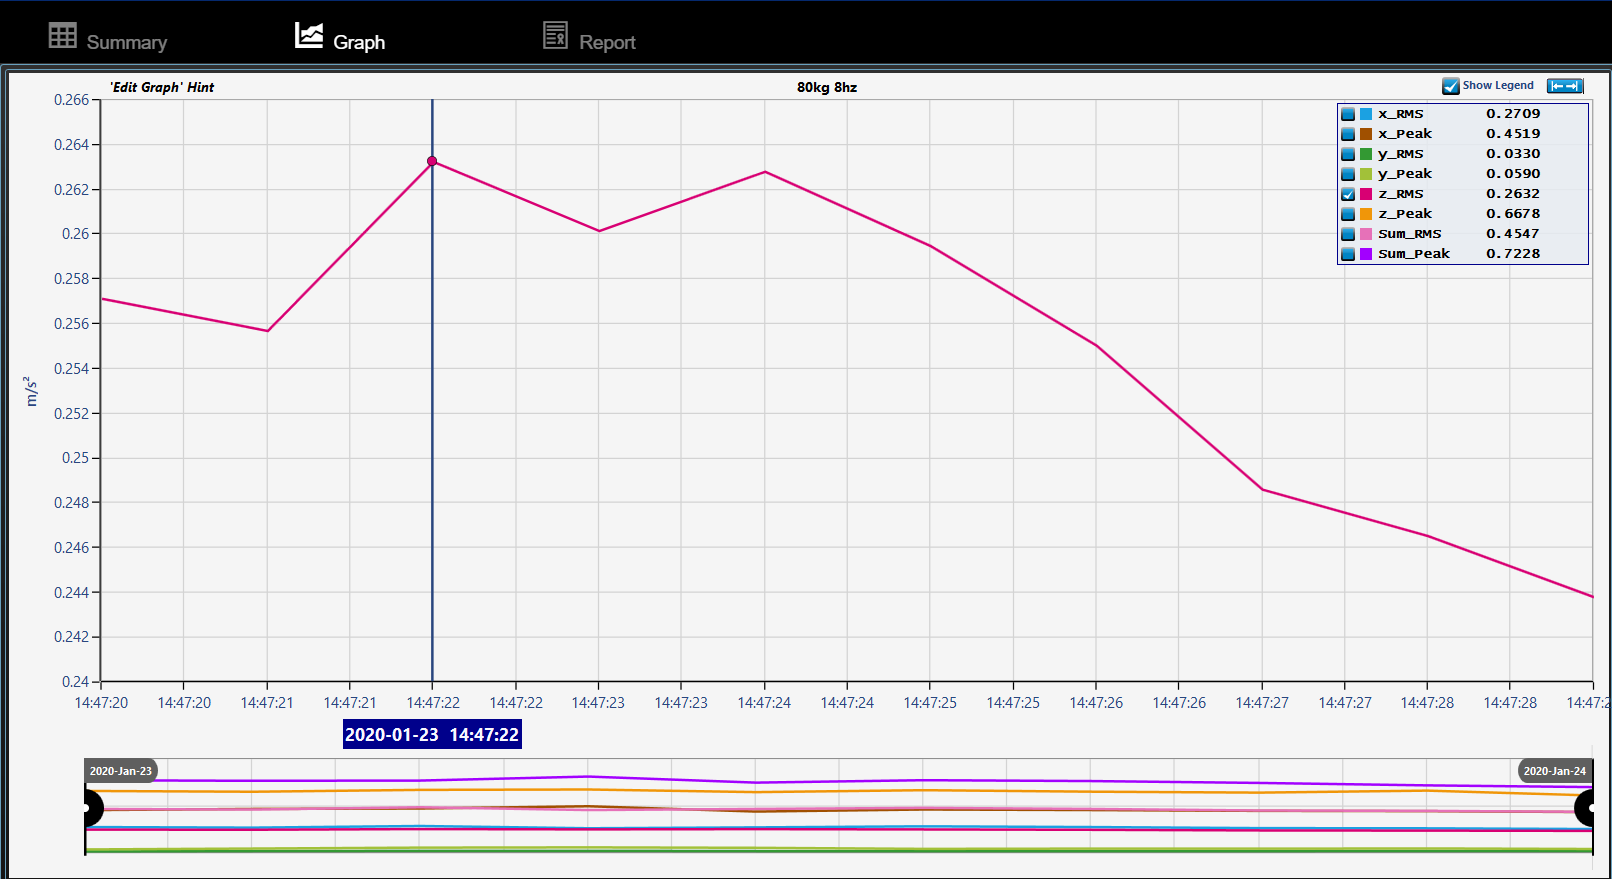 Summary Graph Report
'Edit Graph' Hint 80kg 8hz Show Legend
x_RMS 0.2709
x_Peak 0.4519
y_RMS 0.0330
y_Peak 0.0590
z_RMS 0.2632
z_Peak 0.6678
Sum_RMS 0.4547
Sum_Peak 0.7228
0.266
0.264
0.262
0.26
0.258
0.256
0.254
0.252
0.25
0.248
0.246
0.244
0.242
0.24
m/s²
14:47:20 14:47:20 14:47:21 14:47:21 14:47:22 14:47:22 14:47:23 14:47:23 14:47:24 14:47:24 14:47:25 14:47:25 14:47:26 14:47:26 14:47:27 14:47:27 14:47:28 14:47:28 14:47:2
2020-01-23 14:47:22
2020-Jan-23 2020-Jan-24